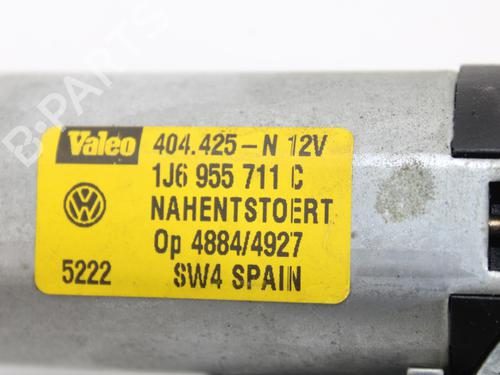 B-PARTS
Valeo 404.425-N 12V
1J6 955 711 C
NAHENTSTOERT
Op 4884/4927
5222 SW4 SPAIN